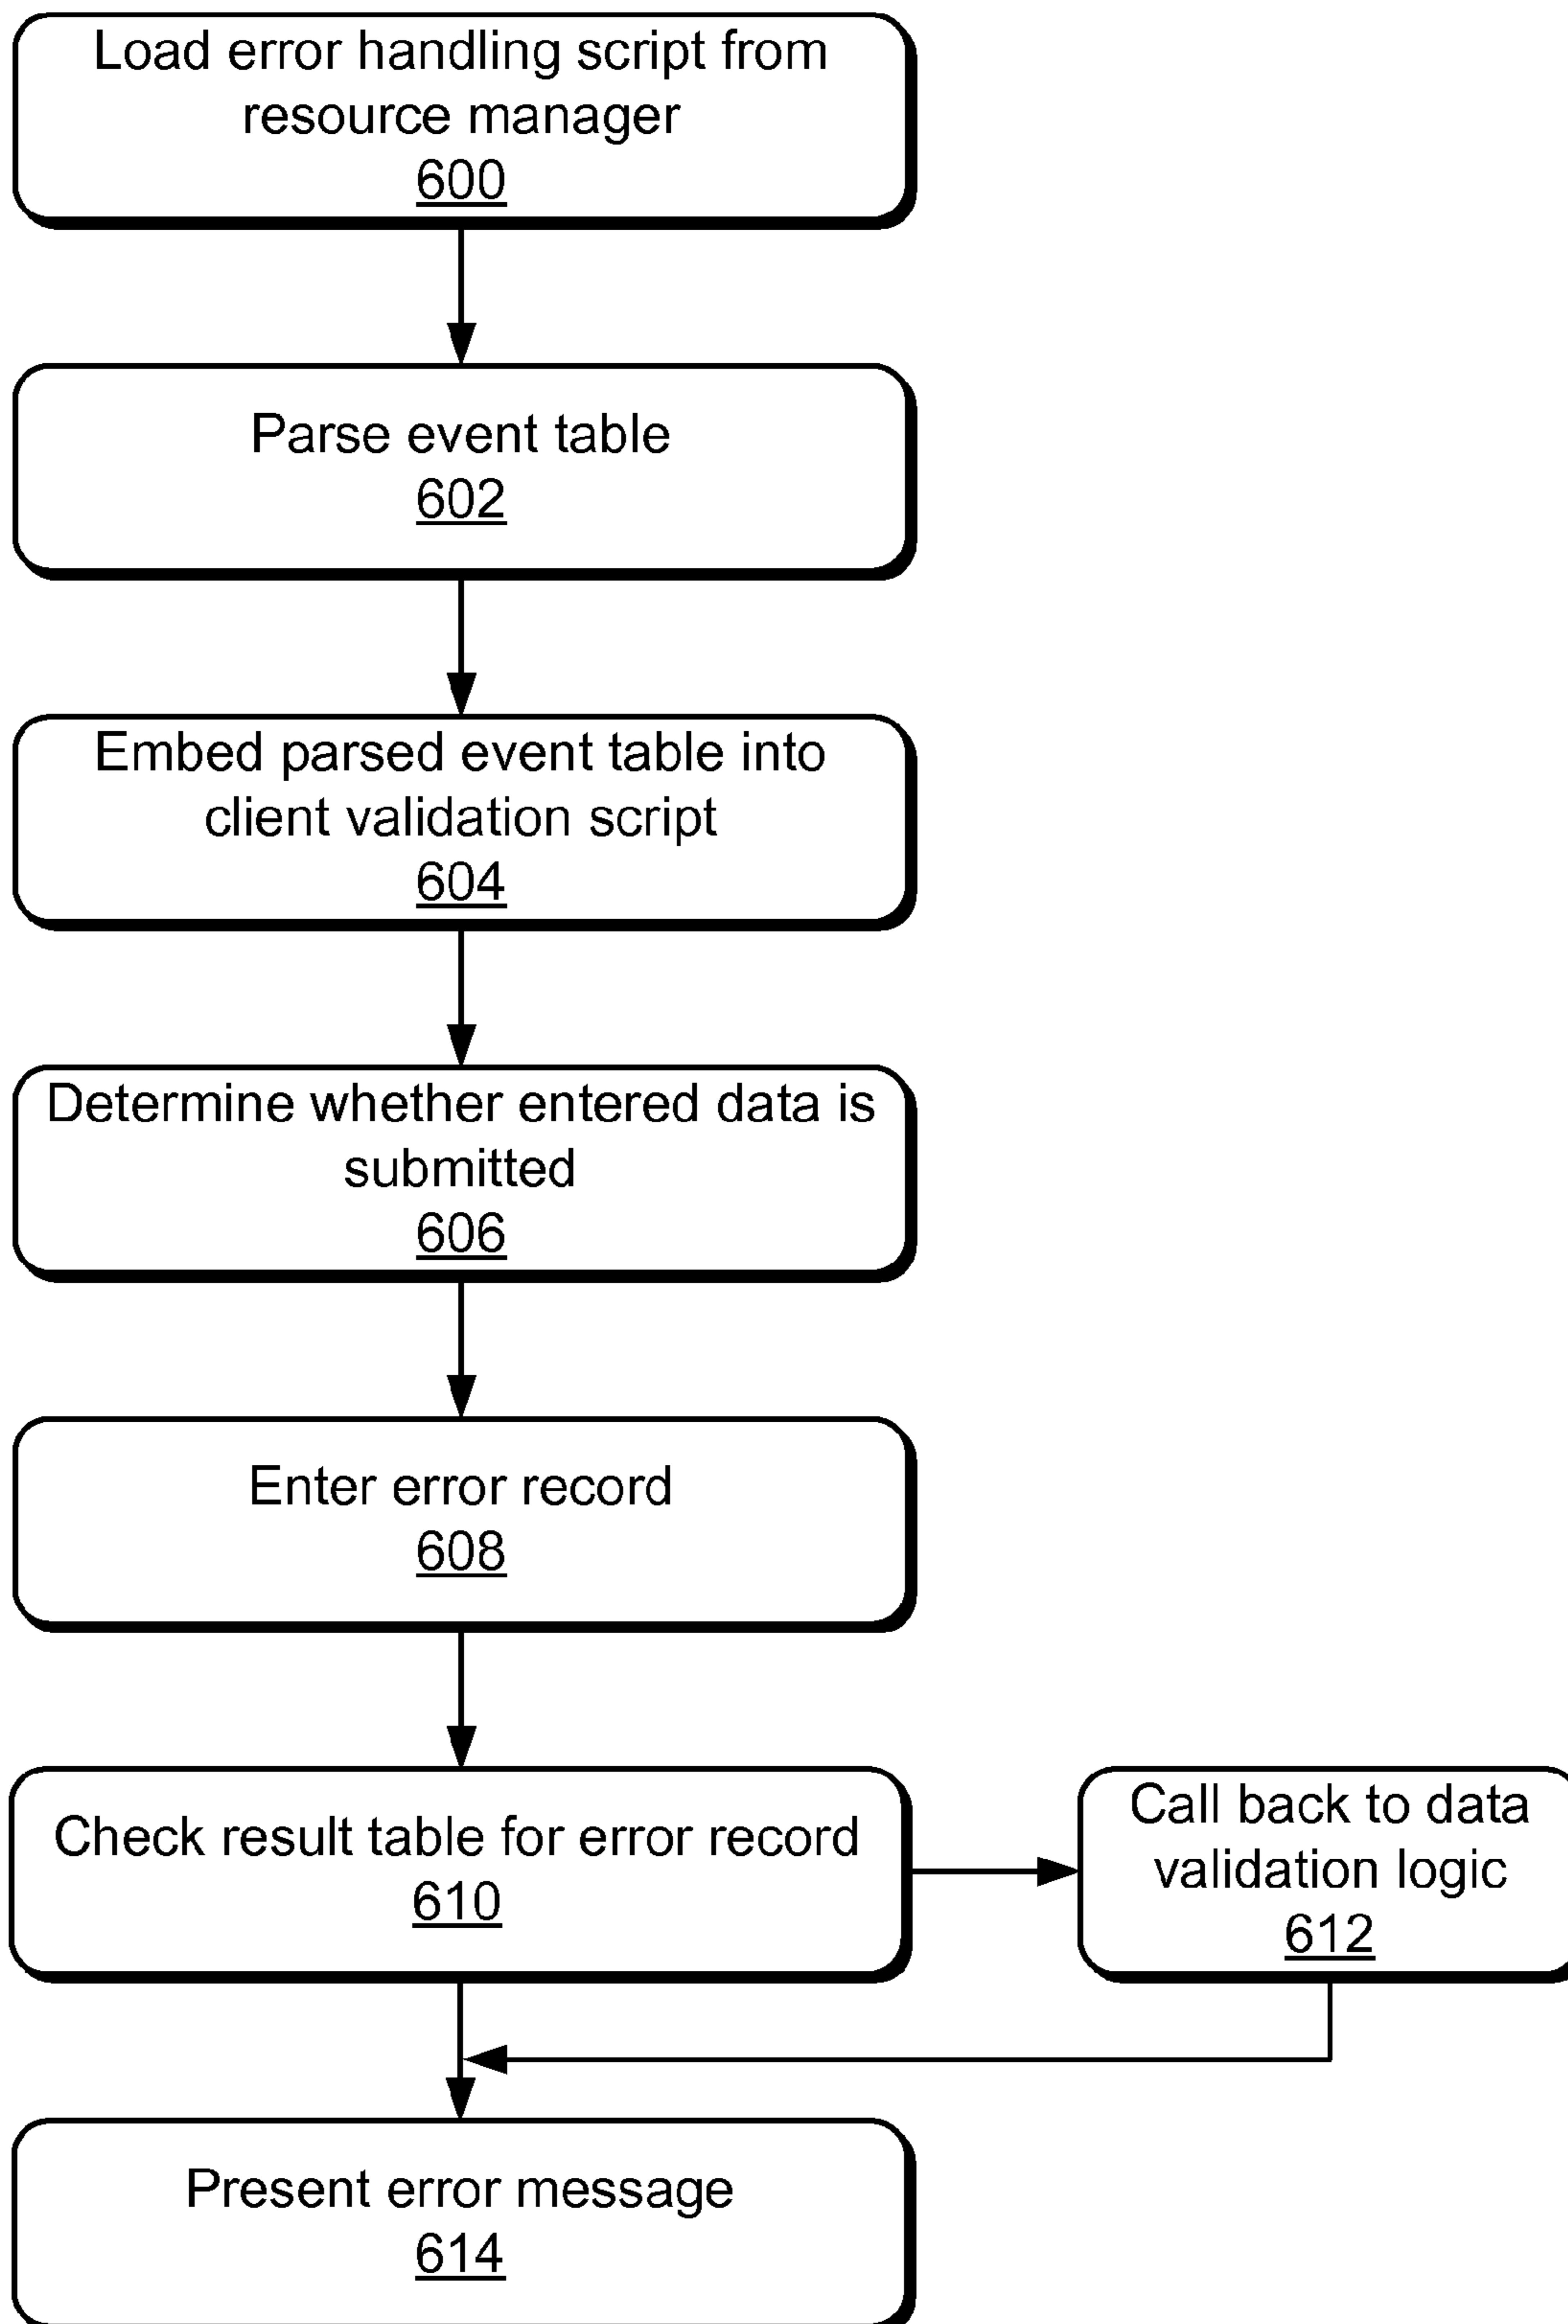 Load error handling script from
resource manager
600
Parse event table
602
Embed parsed event table into
client validation script
604
Determine whether entered data is
submitted
606
Enter error record
608
Check result table for error record
610
Call back to data
validation logic
612
Present error message
614